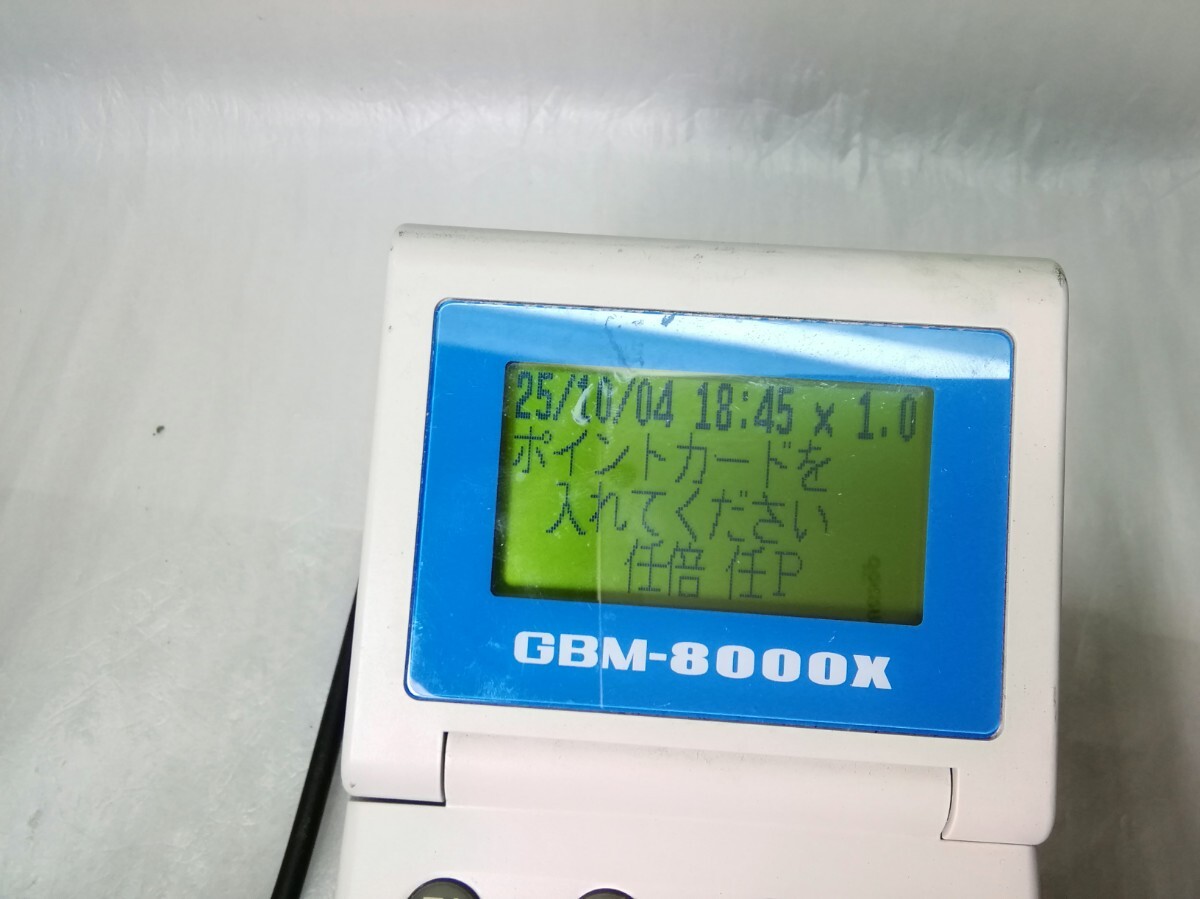 25/10/04 18:45 x 1.0
ポイントカードを
入れてください
任倍 任P
GBM-8000X